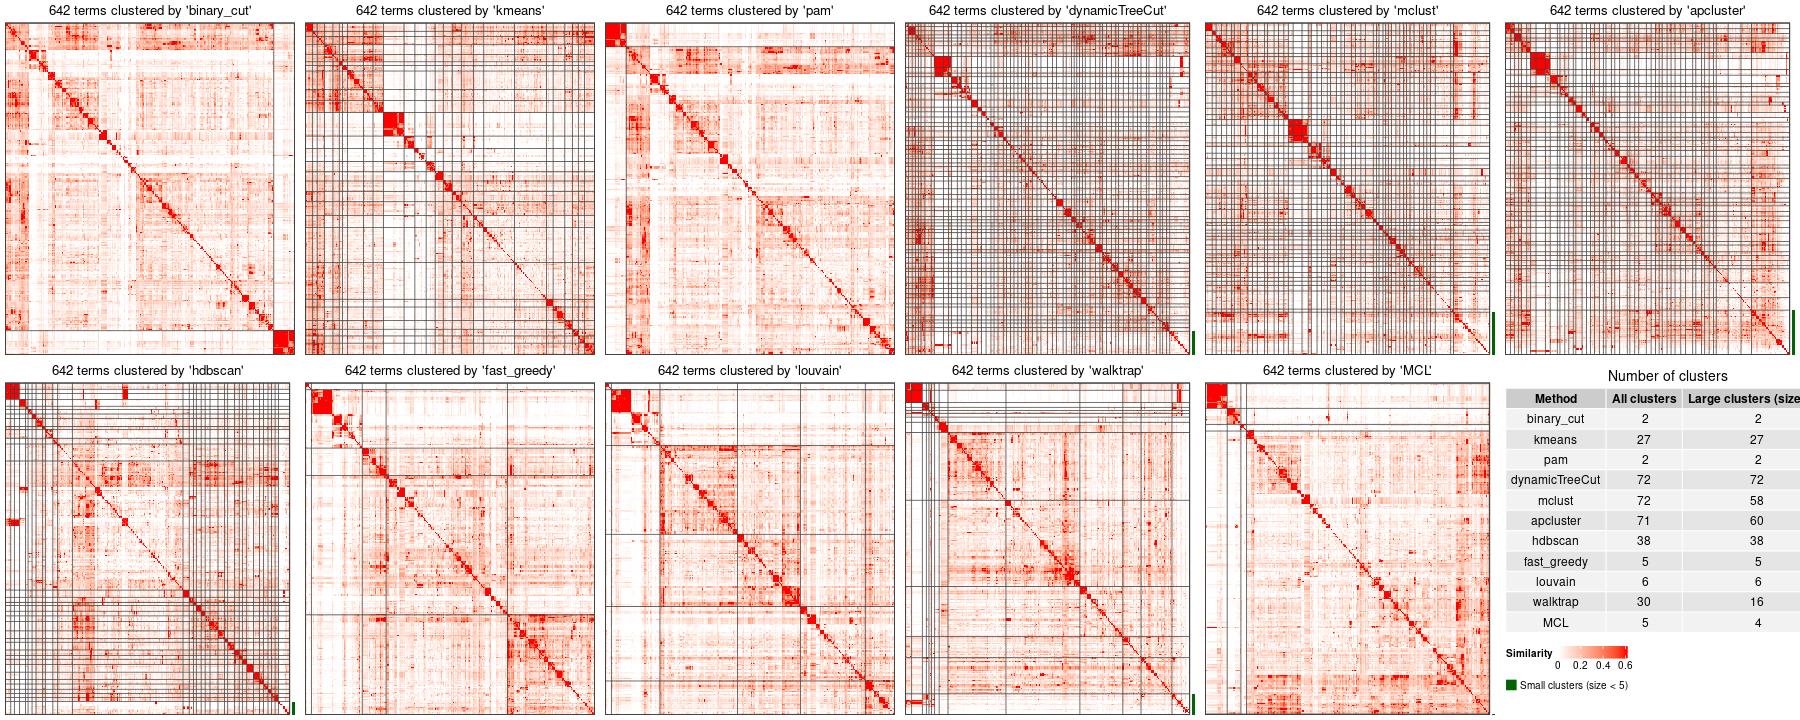 642 terms clustered by 'binary_cut'
642 terms clustered by 'kmeans'
642 terms clustered by 'pam'
642 terms clustered by 'dynamicTreeCut'
642 terms clustered by 'mclust'
642 terms clustered by 'apcluster'
642 terms clustered by 'hdbscan'
642 terms clustered by 'fast_greedy'
642 terms clustered by 'louvain'
642 terms clustered by 'walktrap'
642 terms clustered by 'MCL'
Number of clusters
Method All clusters Large clusters (size
binary_cut 2 2
kmeans 27 27
pam 2 2
dynamicTreeCut 72 72
mclust 72 58
apcluster 71 60
hdbscan 38 38
fast_greedy 5 5
louvain 6 6
walktrap 30 16
MCL 5 4
Similarity
0 0.2 0.4 0.6
Small clusters (size < 5)